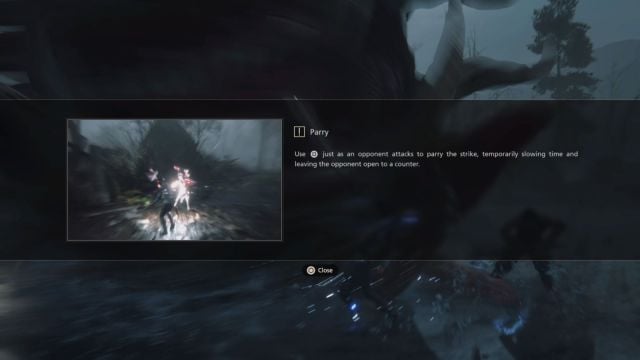 Parry
Use just as an opponent attacks to parry the strike, temporarily slowing time and
leaving the opponent open to a counter.
Close